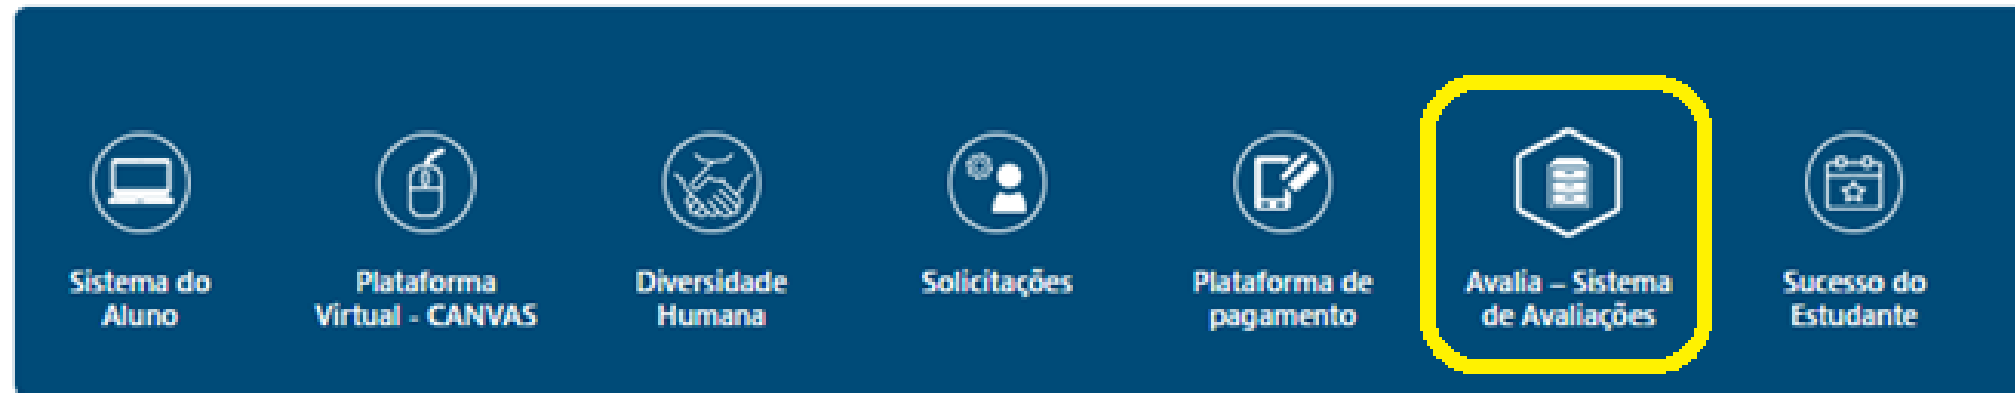 Sistema do
Aluno
Plataforma
Virtual - CANVAS
Diversidade
Humana
Solicitações
Plataforma de
pagamento
Avalia – Sistema
de Avaliações
Sucesso do
Estudante